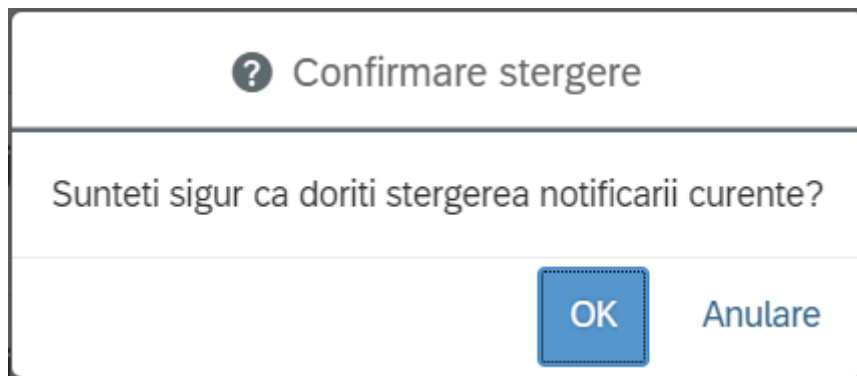 Confirmare stergere
Sunteti sigur ca doriti stergerea notificarii curente?
OK Anulare